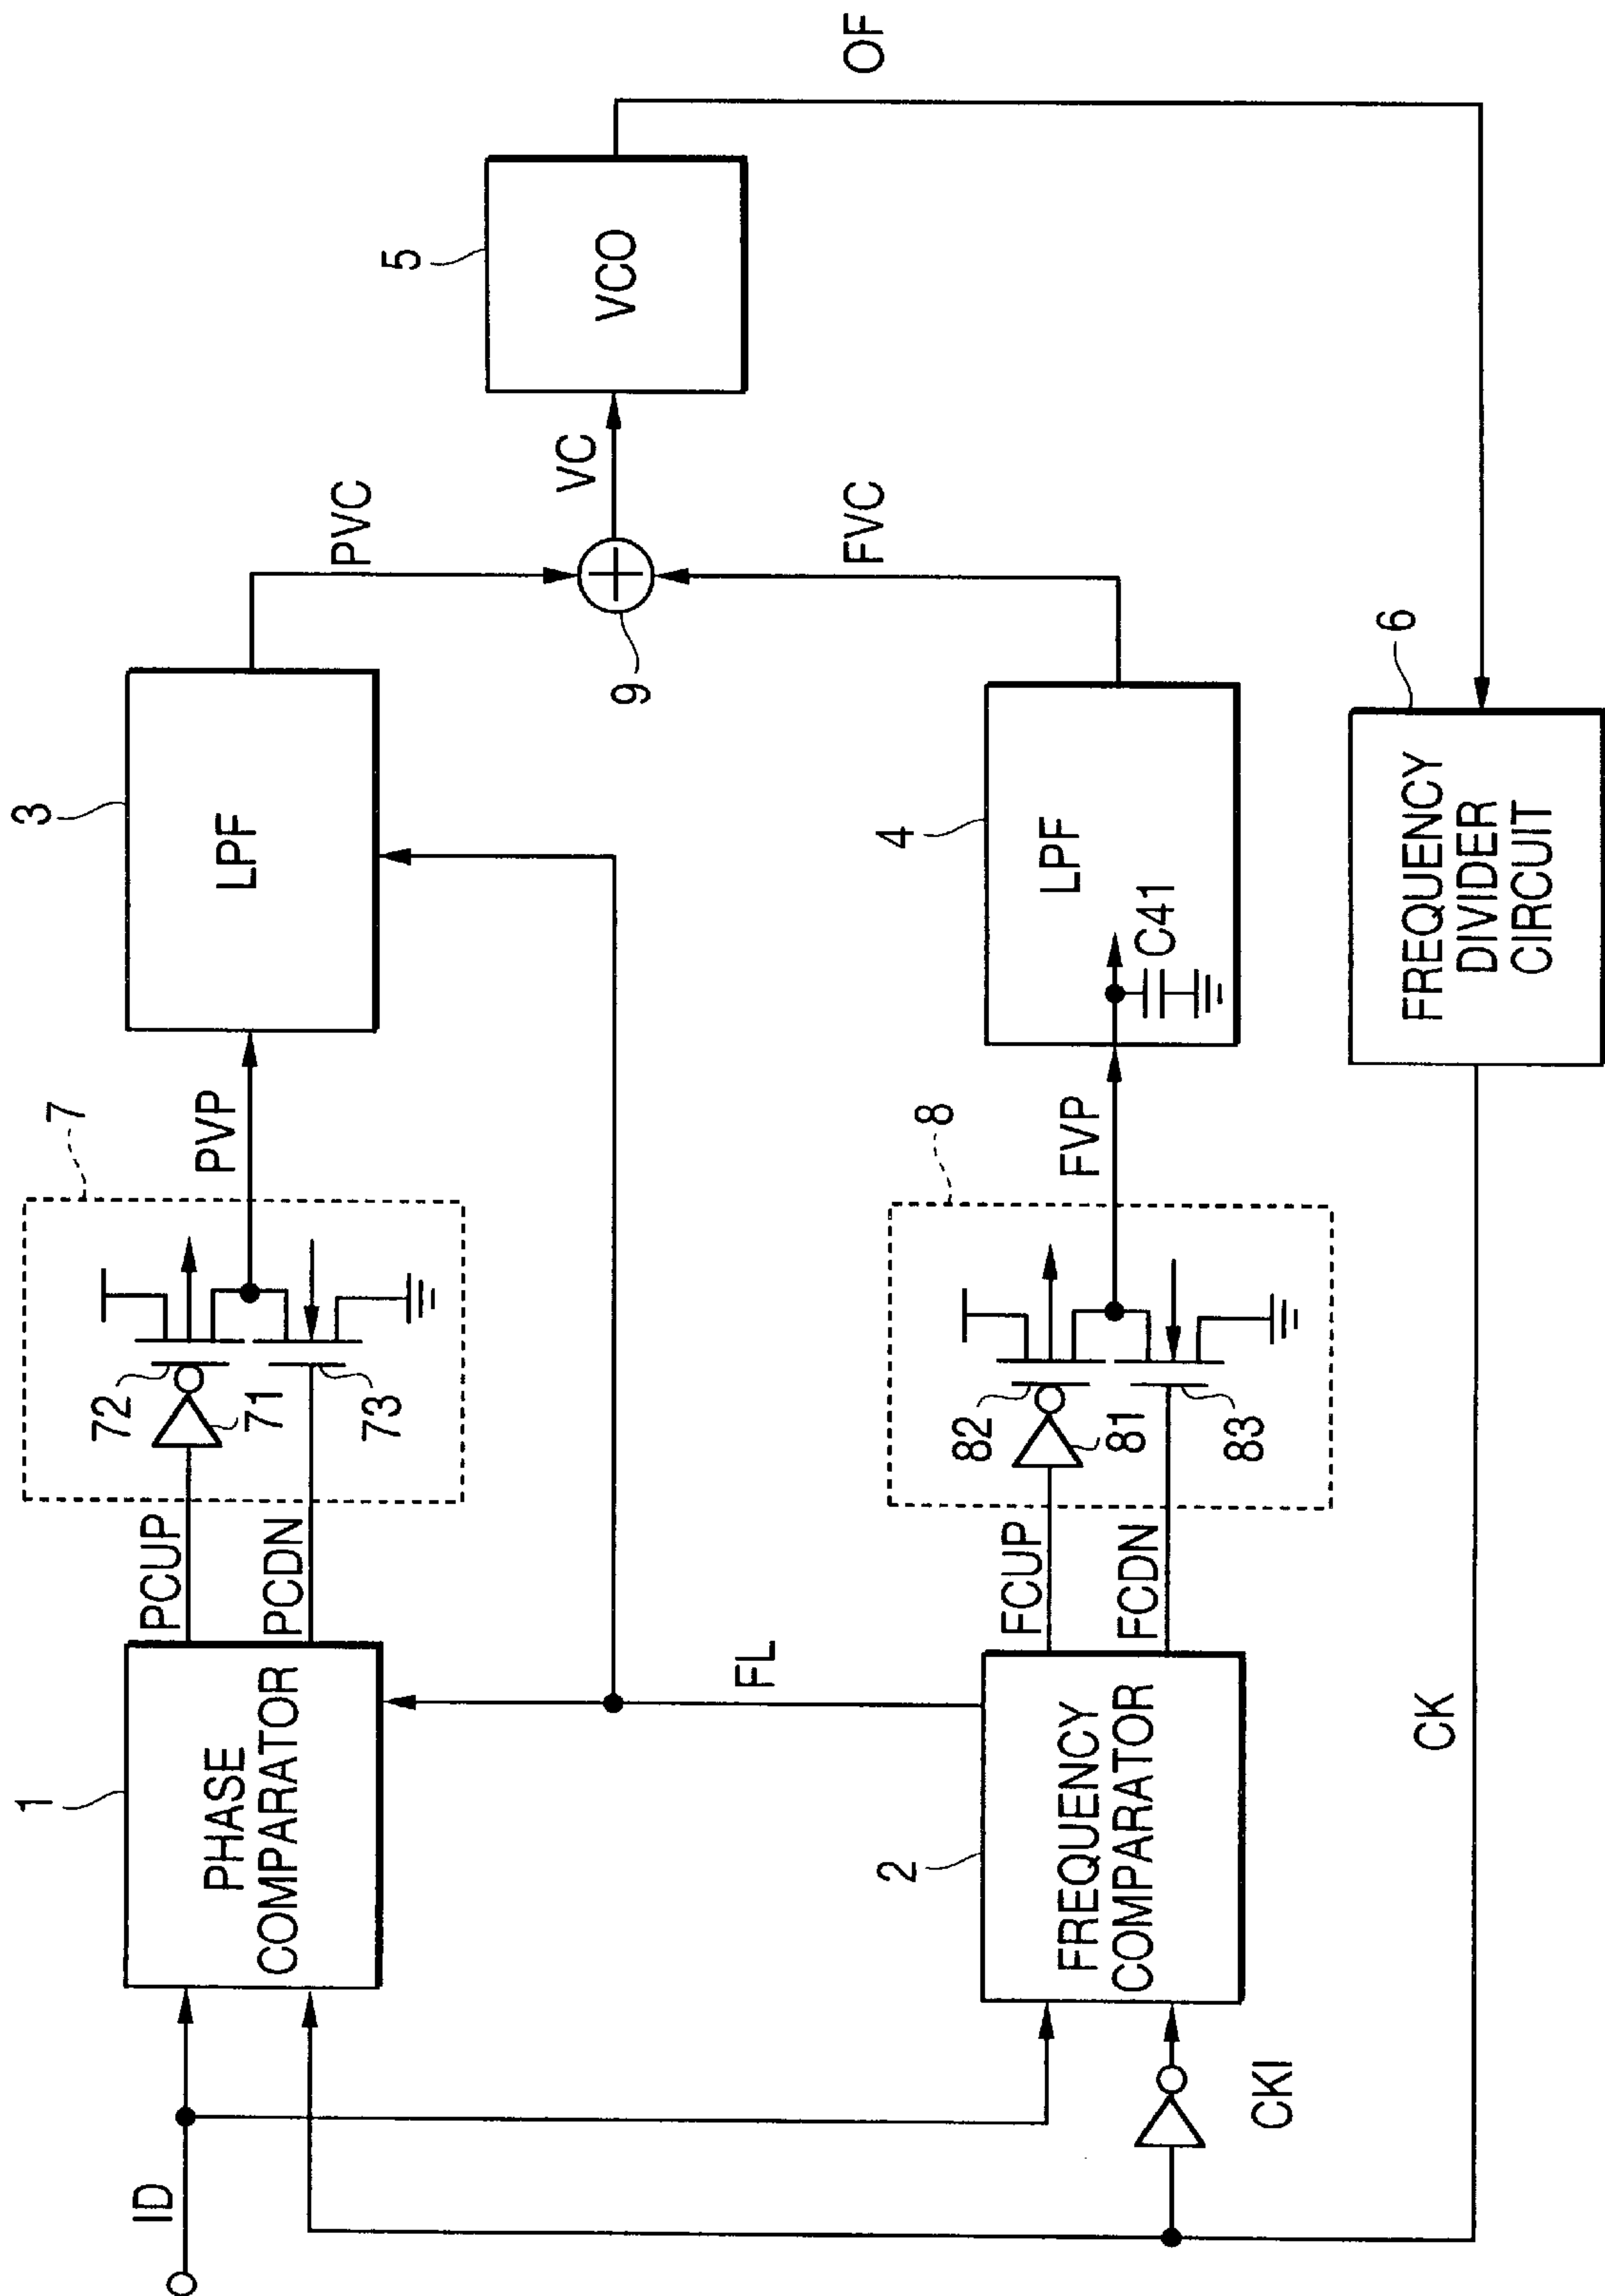 ID
1
PHASE
COMPARATOR
PCUP
PCDN
7
72
71
73
PVP
3
LPF
PVC
VC
9
5
VCO
OF
FL
2
FREQUENCY
COMPARATOR
CKI
FCUP
FCDN
8
82
81
83
FVP
4
LPF
C41
FVC
CK
6
FREQUENCY
DIVIDER
CIRCUIT